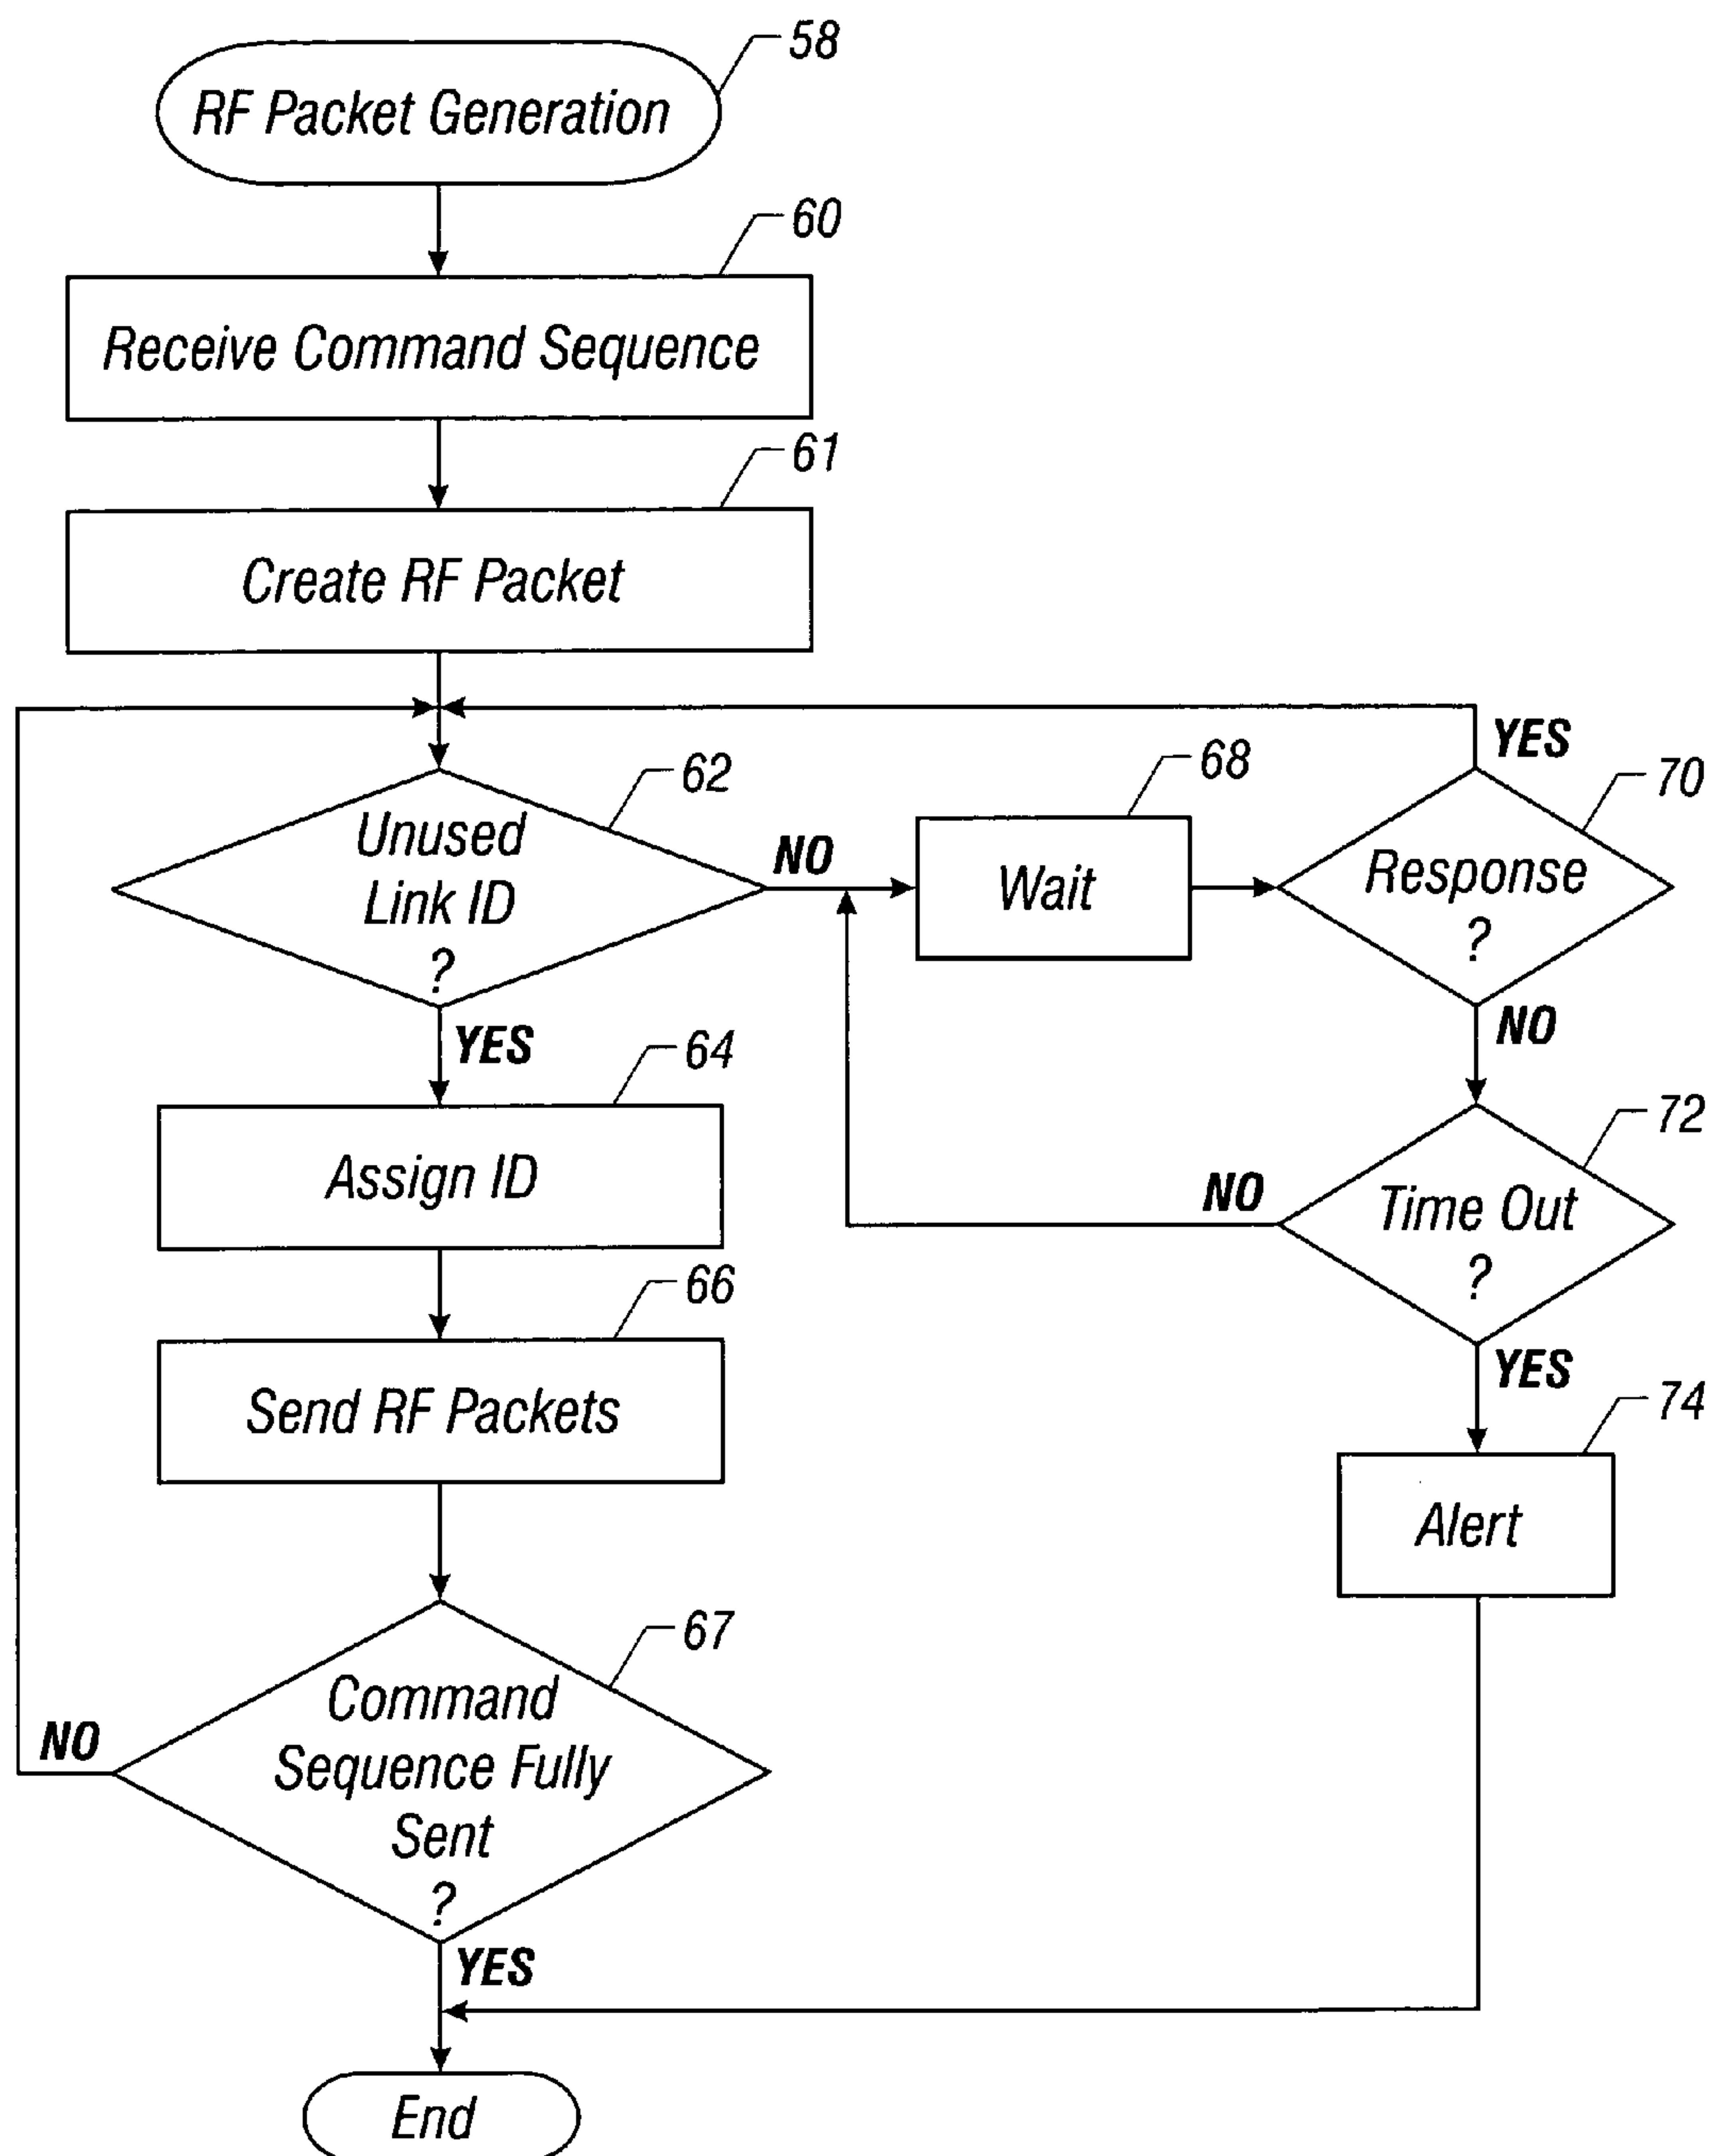 58
RF Packet Generation
60
Receive Command Sequence
61
Create RF Packet
62
Unused
Link ID
?
NO
YES
68
Wait
70
Response
?
YES
NO
64
Assign ID
72
Time Out
?
NO
YES
66
Send RF Packets
74
Alert
67
Command
Sequence Fully
Sent
?
NO
YES
End